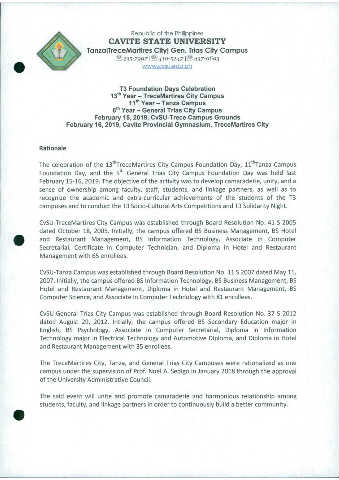 Republic of the Philippines
CAVITE STATE UNIVERSITY
Tanza|TreceMartires City| Gen. Trias City Campus
www.cvsu.edu.ph
T3 Foundation Days Celebration
13th Year – TreceMartires City Campus
11th Year – Tanza Campus
6th Year – General Trias City Campus
February 15, 2019, CvSU-Trece Campus Grounds
February 16, 2019, Cavite Provincial Gymnasium, TreceMartires City
Rationale
The celebration of the 13thTreceMartires City Campus Foundation Day, 11thTanza Campus
Foundation Day, and the General Trias City Campus Foundation Day was held last
February 15-16, 2019. The objective of the activity was to develop camaraderie, unity, and a
sense of ownership among faculty, staff, students, and linkage partners, as well as to
recognize the academic and extra-curricular achievements of the students of the T3
campuses and to conduct the T3 Socio-Cultural Arts Competitions and T3 Solidarity Night.
CvSU-TreceMartires City Campus was established through Board Resolution No. 41 S 2005
dated October 18, 2005. Initially, the campus offered BS Business Management, BS Hotel
and Restaurant Management, BS Information Technology, Associate in Computer
Secretarial, Certificate in Computer Technician, and Diploma in Hotel and Restaurant
Management with 65 enrollees.
CvSU-Tanza Campus was established through Board Resolution No. 11 S 2007 dated May 11,
2007. Initially, the campus offered BS Information Technology, BS Business Management, BS
Hotel and Restaurant Management, Diploma in Hotel and Restaurant Management, BS
Computer Science, and Associate in Computer Technology with 81 enrollees.
CvSU-General Trias City Campus was established through Board Resolution No. 37 S 2012
dated August 29, 2012. Initially, the campus offered BS Secondary Education major in
English, BS Psychology, Associate in Computer Secretarial, Diploma in Information
Technology major in Electrical Technology and Automotive Diploma, and Diploma in Hotel
and Restaurant Management with 35 enrollees.
The TreceMartires City, Tanza, and General Trias City Campuses were rationalized as one
campus under the supervision of Prof. Noel A. Sedigo in January 2018 through the approval
of the University Administrative Council.
The said event will unite and promote camaraderie and harmonious relationship among
students, faculty, and linkage partners in order to continuously build a better community.